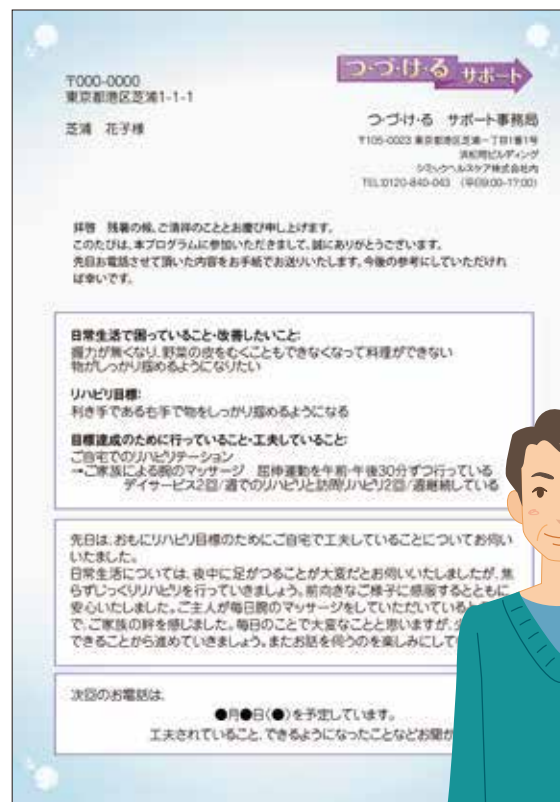 〒000-0000
東京都港区芝浦1-1-1
芝浦 花子様
つ・づ・け・る サポート
つ・づ・け・る サポート事務局
〒105-0023 東京都港区芝浦一丁目1番1号
浜松町ビルディング
シミックヘルスケア株式会社内
TEL:0120-840-043 (平日9:00-17:00)
拝啓 残暑の候、ご清祥のこととお慶び申し上げます。
このたびは、本プログラムに参加いただきまして、誠にありがとうございます。
先日お電話させて頂いた内容をお手紙でお送りいたします。今後の参考にしていただけれ
ば幸いです。
日常生活で困っていること・改善したいこと:
握力が無くなり、野菜の皮をむくこともできなくなって料理ができない
物がしっかり掴めるようになりたい
リハビリ目標:
利き手である右手で物をしっかり掴めるようになる
目標達成のために行っていること・工夫していること:
ご自宅でのリハビリテーション
→ご家族による腕のマッサージ 屈伸運動を午前・午後30分ずつ行っている
デイサービス2回/週でのリハビリと訪問リハビリ2回/週継続している
先日は、おもにリハビリ目標のためにご自宅で工夫していることについてお伺い
いたました。
日常生活については、夜中に足がつることが大変だとお伺いいたしましたが、焦
らずじっくりリハビリを行っていきましょう。前向きなご様子に感服するとともに
安心いたしました。ご主人が毎日腕のマッサージをしていただいている
で、ご家族の絆を感じました。毎日のことで大変なことと思いますが、
できることから進めていきましょう。またお話を伺うのを楽しみにして
次回のお電話は、
●月●日(●)を予定しています。
工夫されていること、できるようになったことなどお聞か